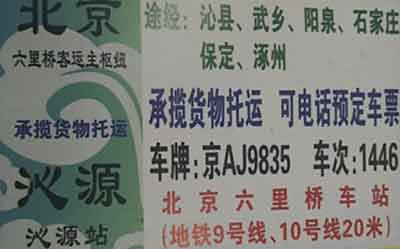 北京
六里桥客运主枢纽
承揽货物托运
沁源
沁源站
途经：沁县、武乡、阳泉、石家庄
保定、涿州
承揽货物托运 可电话预定车票
车牌：京AJ9835 车次：1446
北京六里桥车站
（地铁9号线、10号线20米）